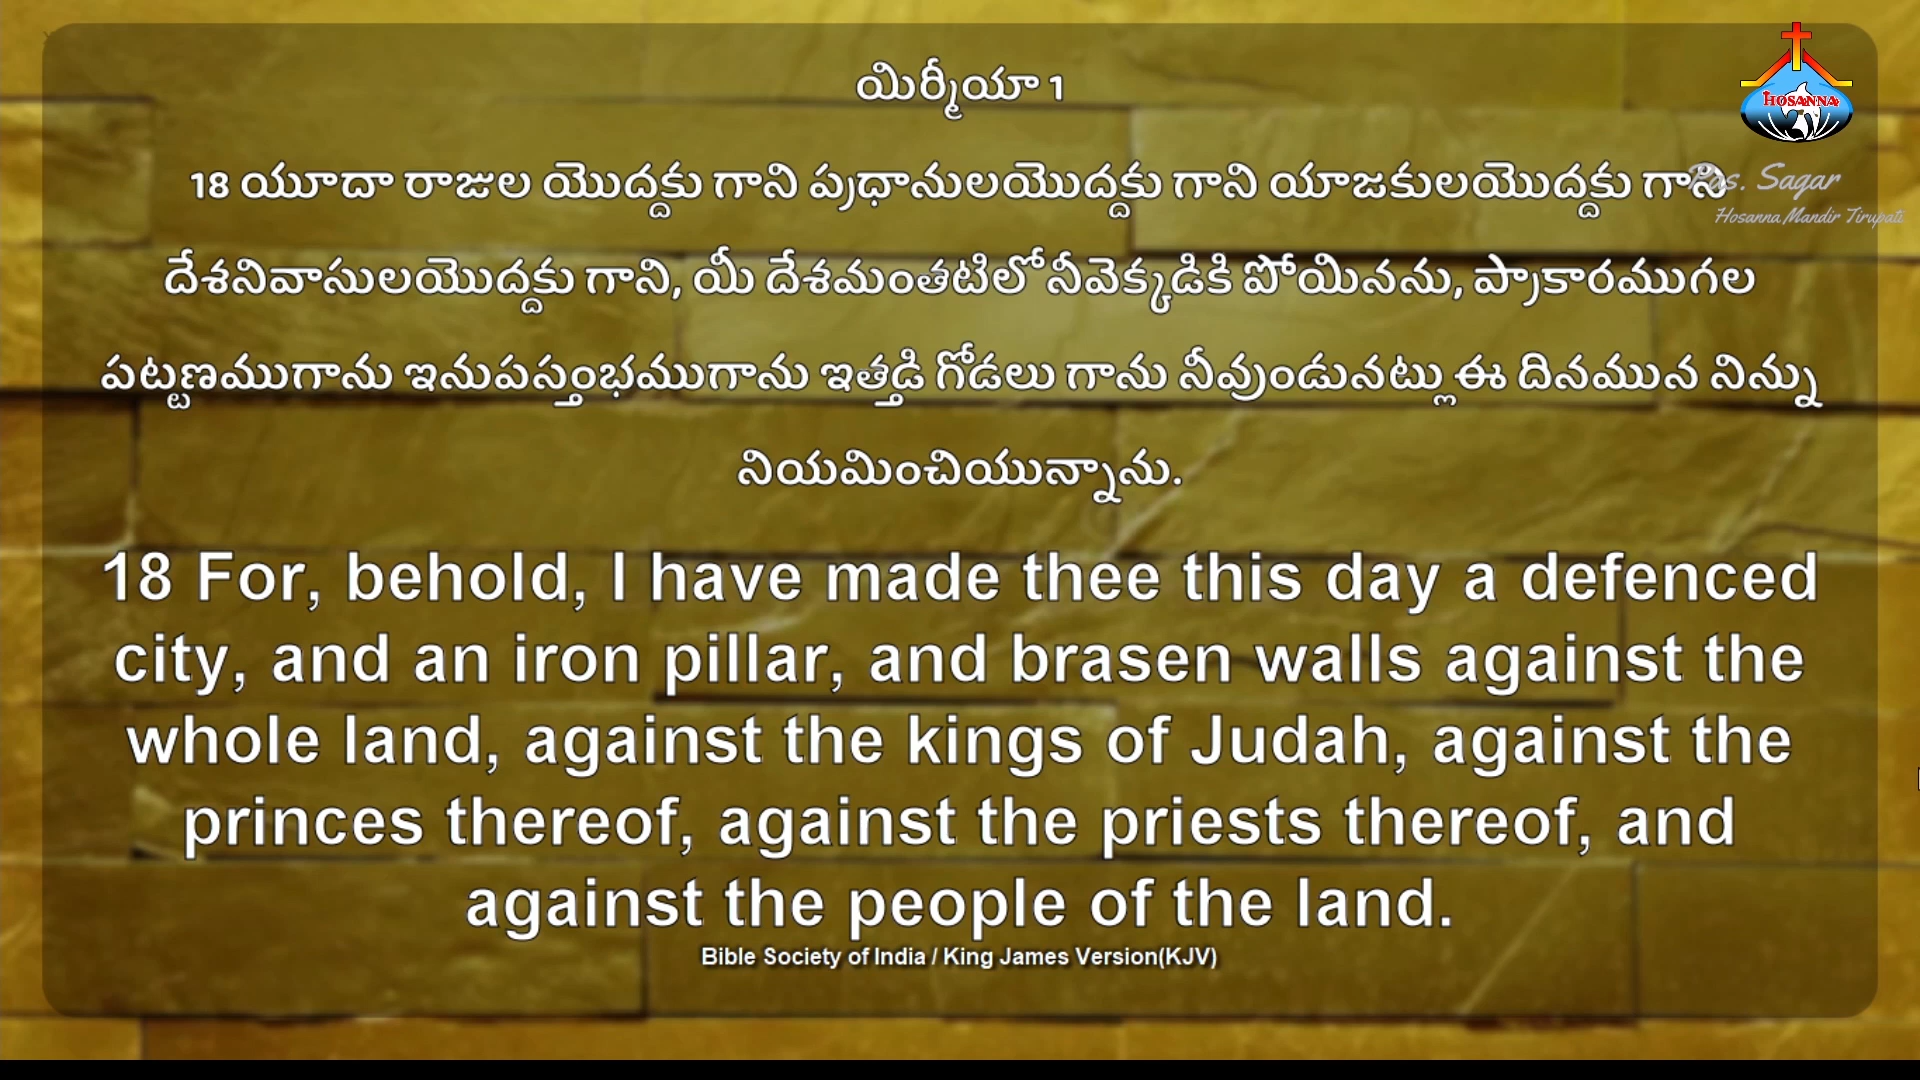 యిర్మీయా 1
HOSANNA
18 యూదా రాజుల యొద్దకు గాని ప్రధానులయొద్దకు గాని యాజకులయొద్దకు గాని
Pas. Sagar
Hosanna Mandir Tirupati
దేశనివాసులయొద్దకు గాని, యీ దేశమంతటిలో నీవెక్కడికి పోయినను, ప్రాకారముగల
పట్టణముగాను ఇనుపస్తంభముగాను ఇత్తడి గోడలు గాను నీవుండునట్లు ఈ దినమున నిన్ను
నియమించియున్నాను.
18 For, behold, I have made thee this day a defenced
city, and an iron pillar, and brasen walls against the
whole land, against the kings of Judah, against the
princes thereof, against the priests thereof, and
against the people of the land.
Bible Society of India / King James Version(KJV)